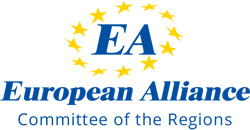 EA
European Alliance
Committee of the Regions